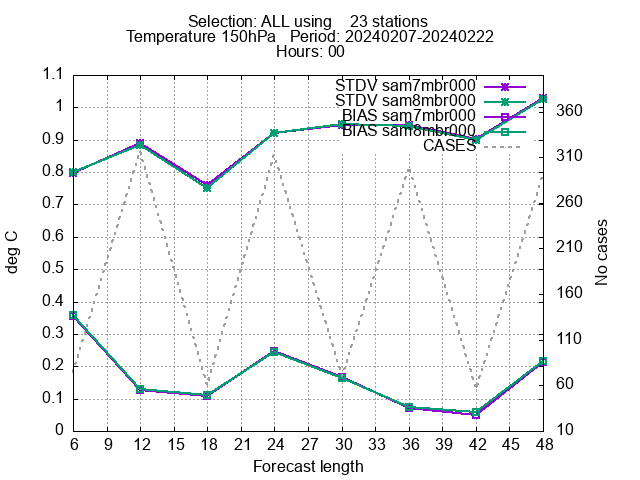 Selection: ALL using    23 stations
Temperature 150hPa   Period: 20240207-20240222
Hours: 00
STDV sam7mbr000
STDV sam8mbr000
BIAS sam7mbr000
BIAS sam8mbr000
CASES
1.1
1
0.9
0.8
0.7
0.6
0.5
0.4
0.3
0.2
0.1
0
deg C
360
310
260
210
160
110
60
10
No cases
6 9 12 15 18 21 24 27 30 33 36 39 42 45 48
Forecast length